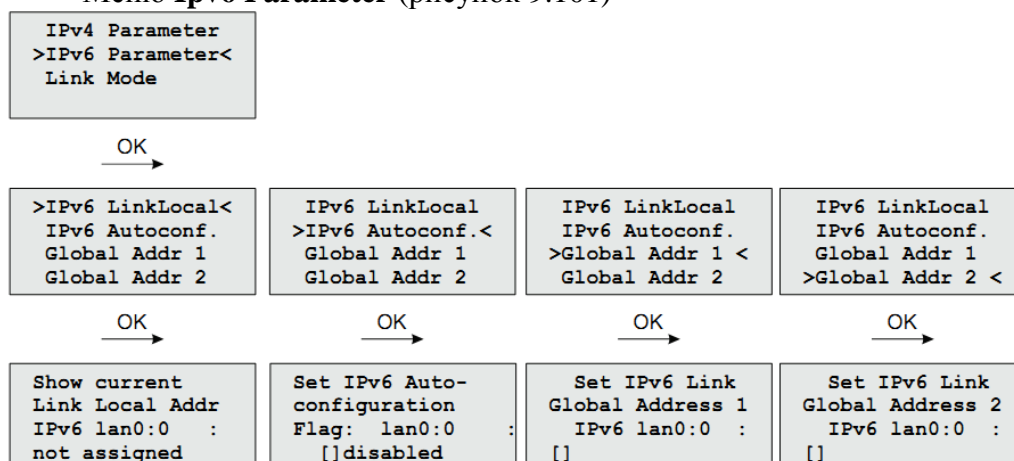 Меню Ipv6 Parameter (рисунок 9.101)
IPv4 Parameter
>IPv6 Parameter<
Link Mode
OK
>IPv6 LinkLocal<
IPv6 Autoconf.
Global Addr 1
Global Addr 2
IPv6 LinkLocal
>IPv6 Autoconf.<
Global Addr 1
Global Addr 2
IPv6 LinkLocal
IPv6 Autoconf.
>Global Addr 1 <
Global Addr 2
IPv6 LinkLocal
IPv6 Autoconf.
Global Addr 1
>Global Addr 2 <
OK
OK
OK
OK
Show current
Link Local Addr
IPv6 lan0:0 :
not assigned
Set IPv6 Auto-
configuration
Flag: lan0:0 :
[]disabled
Set IPv6 Link
Global Address 1
IPv6 lan0:0 :
[]
Set IPv6 Link
Global Address 2
IPv6 lan0:0 :
[]